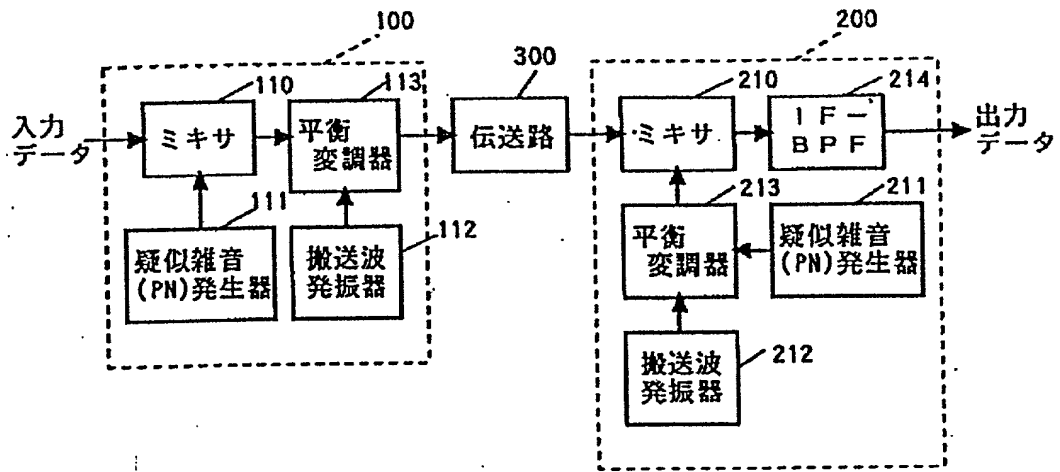 100
200
110
113
300
210
214
入力
データ
ミキサ
平衡
変調器
伝送路
ミキサ
IF-
BPF
出力
データ
111
112
213
211
疑似雑音
(PN)発生器
搬送波
発振器
平衡
変調器
疑似雑音
(PN)発生器
212
搬送波
発振器